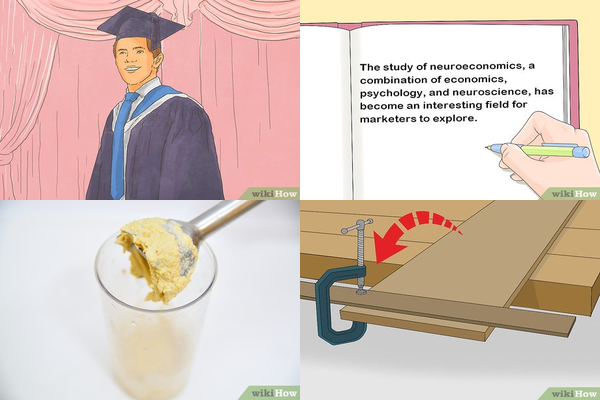 wikiHow
The study of neuroeconomics, a
combination of economics,
psychology, and neuroscience, has
become an interesting field for
marketers to explore.
wikiHow
wikiHow
wikiHow